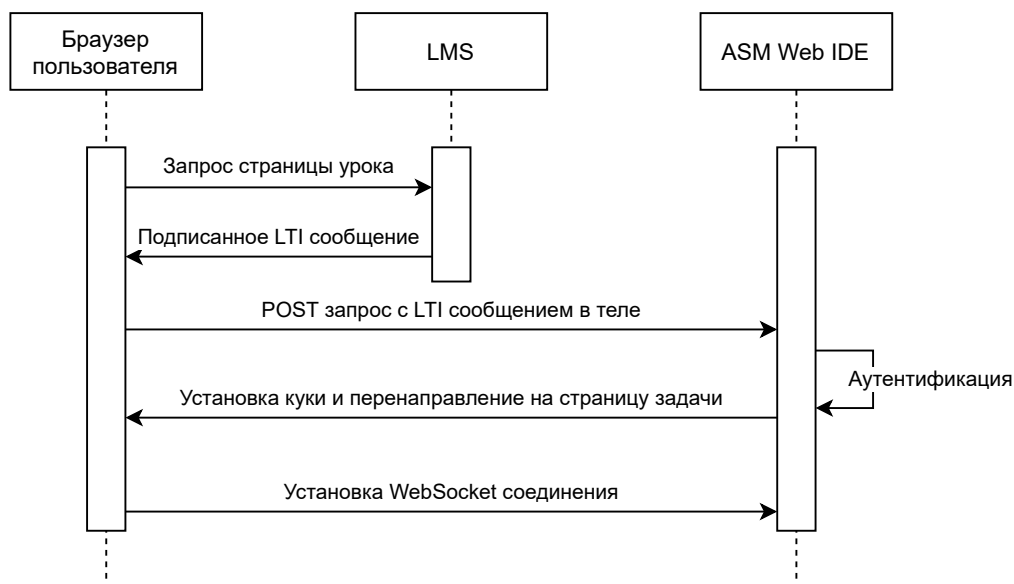 Браузер
пользователя
LMS
ASM Web IDE
Запрос страницы урока
Подписанное LTI сообщение
POST запрос с LTI сообщением в теле
Аутентификация
Установка куки и перенаправление на страницу задачи
Установка WebSocket соединения